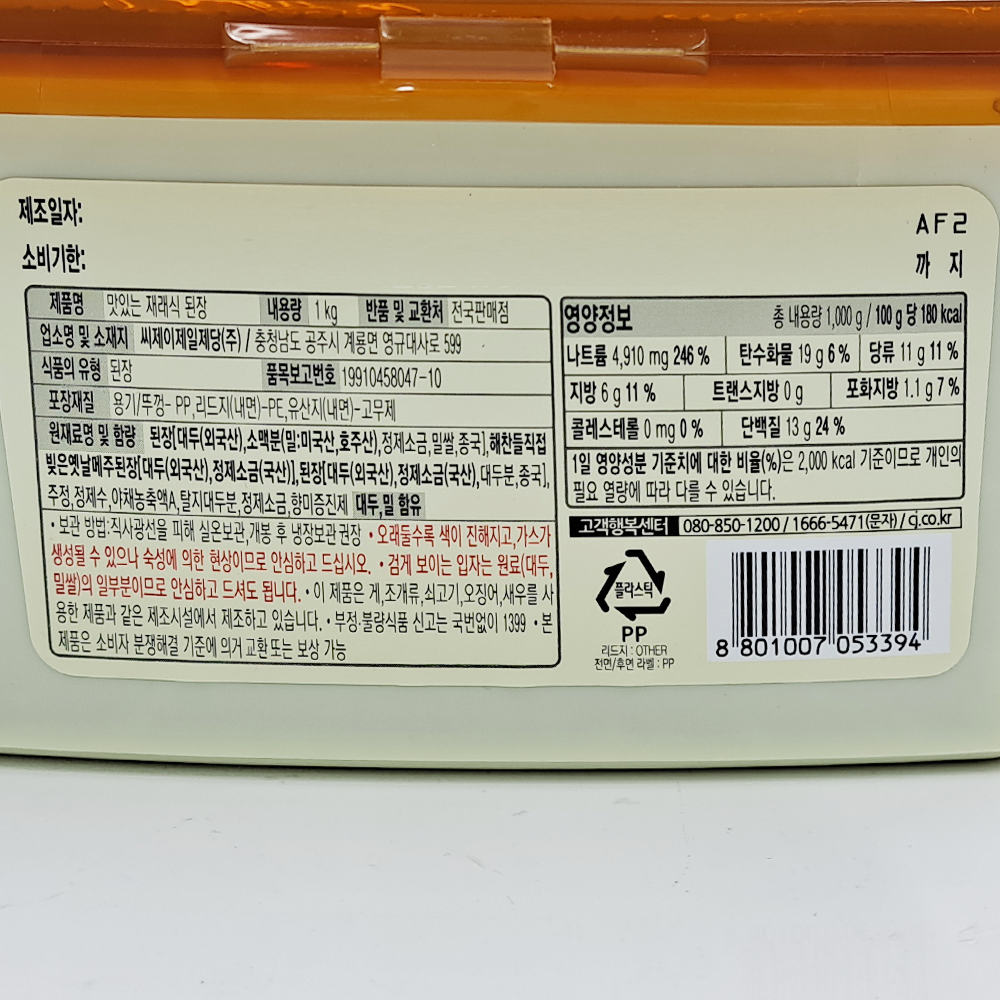 제조일자:
소비기한:
AF2
까 지
제품명 맛있는 재래식 된장 내용량 1 kg 반품 및 교환처 전국판매점
업소명 및 소재지 씨제이제일제당(주) / 충청남도 공주시 계룡면 영규대사로 599
식품의 유형 된장 품목보고번호 19910458047-10
포장재질 용기/뚜껑- PP,리드지(내면)-PE,유산지(내면)-고무제
원재료명 및 함량 된장[대두(외국산),소맥분(밀:미국산,호주산),정제소금,밀쌀,종국],해찬들직접
빚은옛날메주된장[대두(외국산),정제소금(국산)],된장[대두(외국산),정제소금(국산),대두분,종국],
주정,정제수,야채농축액A,탈지대두분,정제소금,향미증진제 대두,밀 함유
• 보관 방법:직사광선을 피해 실온보관,개봉 후 냉장보관 권장 • 오래둘수록 색이 진해지고,가스가
생성될 수 있으나 숙성에 의한 현상이므로 안심하고 드십시오. • 검게 보이는 입자는 원료(대두,
밀쌀)의 일부분이므로 안심하고 드셔도 됩니다. • 이 제품은 게,조개류,쇠고기,오징어,새우를 사
용한 제품과 같은 제조시설에서 제조하고 있습니다. • 부정·불량식품 신고는 국번없이 1399 • 본
제품은 소비자 분쟁해결 기준에 의거 교환 또는 보상 가능
영양정보 총 내용량 1,000 g / 100 g 당 180 kcal
나트륨 4,910 mg 246 % 탄수화물 19 g 6 % 당류 11 g 11 %
지방 6 g 11 % 트랜스지방 0 g 포화지방 1.1 g 7 %
콜레스테롤 0 mg 0 % 단백질 13 g 24 %
1일 영양성분 기준치에 대한 비율(%)은 2,000 kcal 기준이므로 개인의
필요 열량에 따라 다를 수 있습니다.
고객행복센터 080-850-1200 / 1666-5471(문자) / cj.co.kr
플라스틱
PP
리드지 : OTHER
전면/후면 라벨 : PP
8 801007 053394